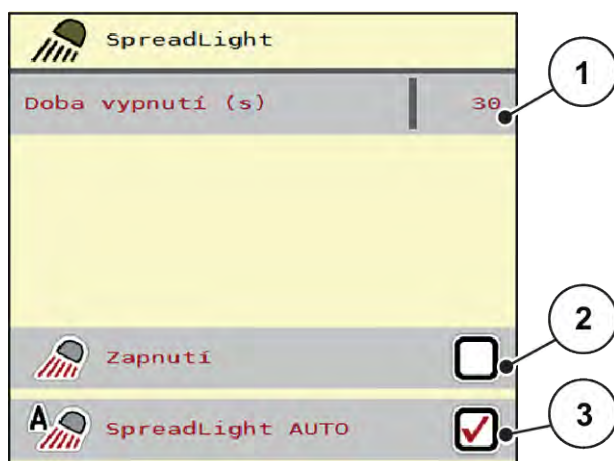 SpreadLight
Doba vypnutí (s) 30
1
Zapnutí
2
A
SpreadLight AUTO
3